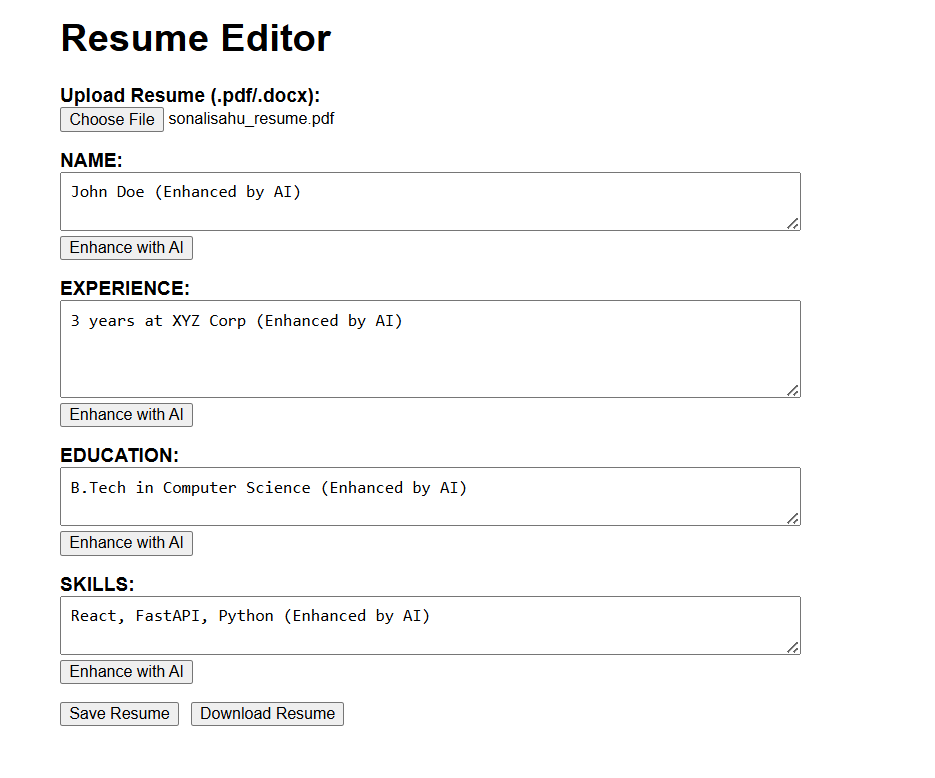 Resume Editor
Upload Resume (.pdf/.docx):
Choose File sonalisahu_resume.pdf
NAME:
John Doe (Enhanced by AI)
Enhance with AI
EXPERIENCE:
3 years at XYZ Corp (Enhanced by AI)
Enhance with AI
EDUCATION:
B.Tech in Computer Science (Enhanced by AI)
Enhance with AI
SKILLS:
React, FastAPI, Python (Enhanced by AI)
Enhance with AI
Save Resume Download Resume